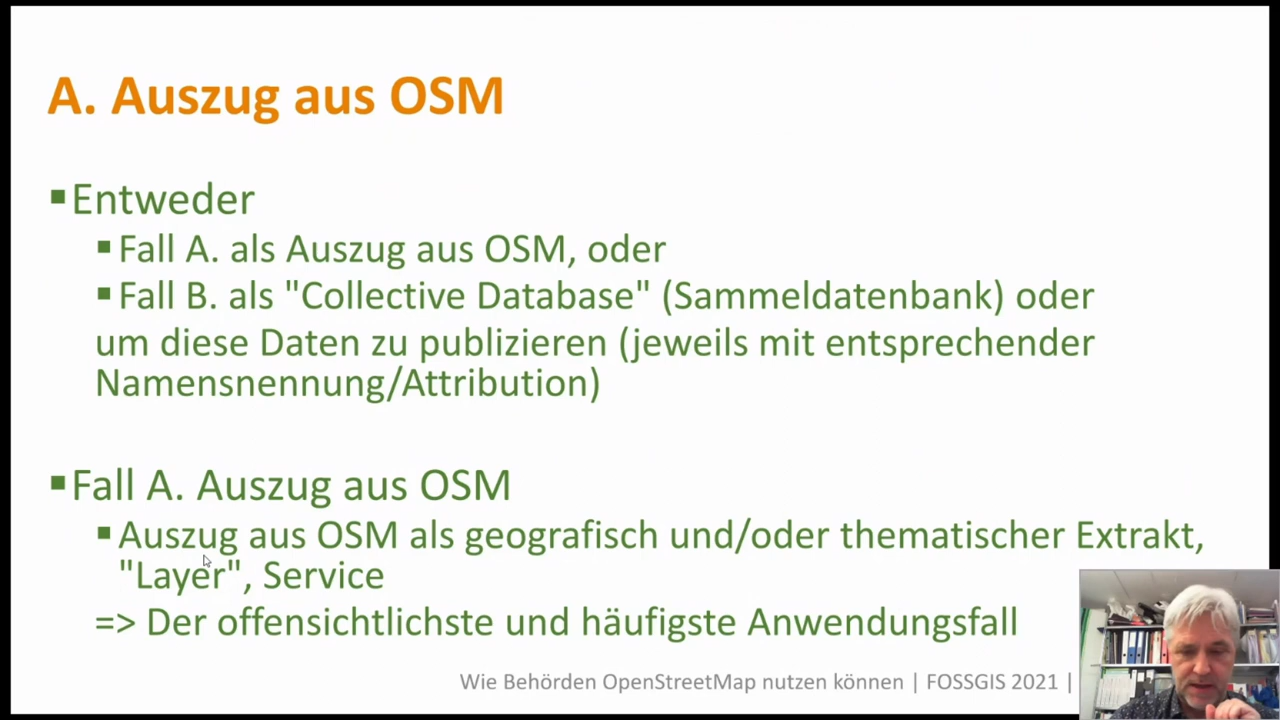 A. Auszug aus OSM
▪Entweder
▪Fall A. als Auszug aus OSM, oder
▪Fall B. als "Collective Database" (Sammeldatenbank) oder
um diese Daten zu publizieren (jeweils mit entsprechender
Namensnennung/Attribution)
▪Fall A. Auszug aus OSM
▪Auszug aus OSM als geografisch und/oder thematischer Extrakt,
"Layer", Service
=> Der offensichtlichste und häufigste Anwendungsfall
Wie Behörden OpenStreetMap nutzen können | FOSSGIS 2021 |